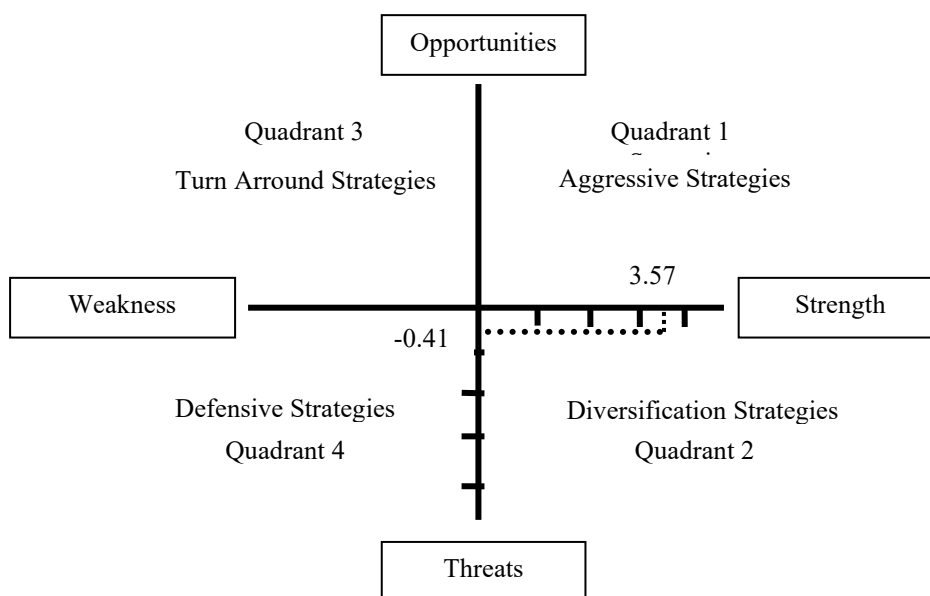 Opportunities
Quadrant 3
Quadrant 1
Turn Arround Strategies
Aggressive Strategies
3.57
Weakness
Strength
-0.41
Defensive Strategies
Diversification Strategies
Quadrant 4
Quadrant 2
Threats